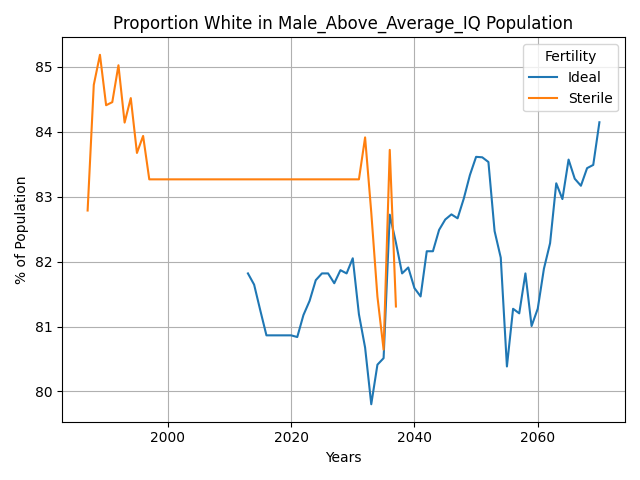 Proportion White in Male_Above_Average_IQ Population
Fertility
Ideal
Sterile
% of Population
85
84
83
82
81
80
2000
2020
2040
2060
Years